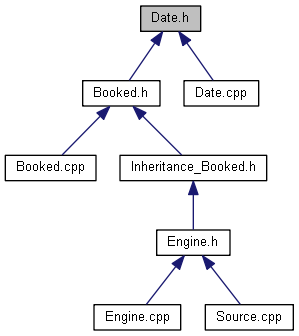 Date.h
Booked.h
Date.cpp
Booked.cpp
Inheritance_Booked.h
Engine.h
Engine.cpp
Source.cpp